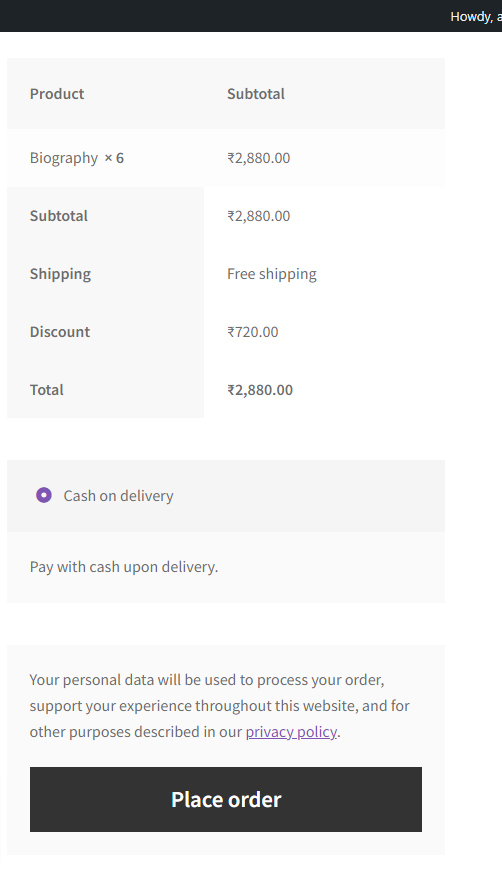 Howdy, a
Product Subtotal
Biography × 6 ₹2,880.00
Subtotal ₹2,880.00
Shipping Free shipping
Discount ₹720.00
Total ₹2,880.00
Cash on delivery
Pay with cash upon delivery.
Your personal data will be used to process your order,
support your experience throughout this website, and for
other purposes described in our privacy policy.
Place order